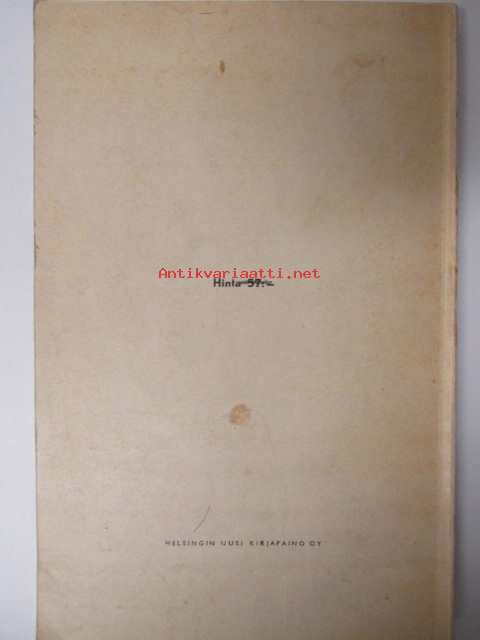 Antikvariaatti.net
Hinta 57:-
HELSINGIN UUSI KIRJAPAINO OY